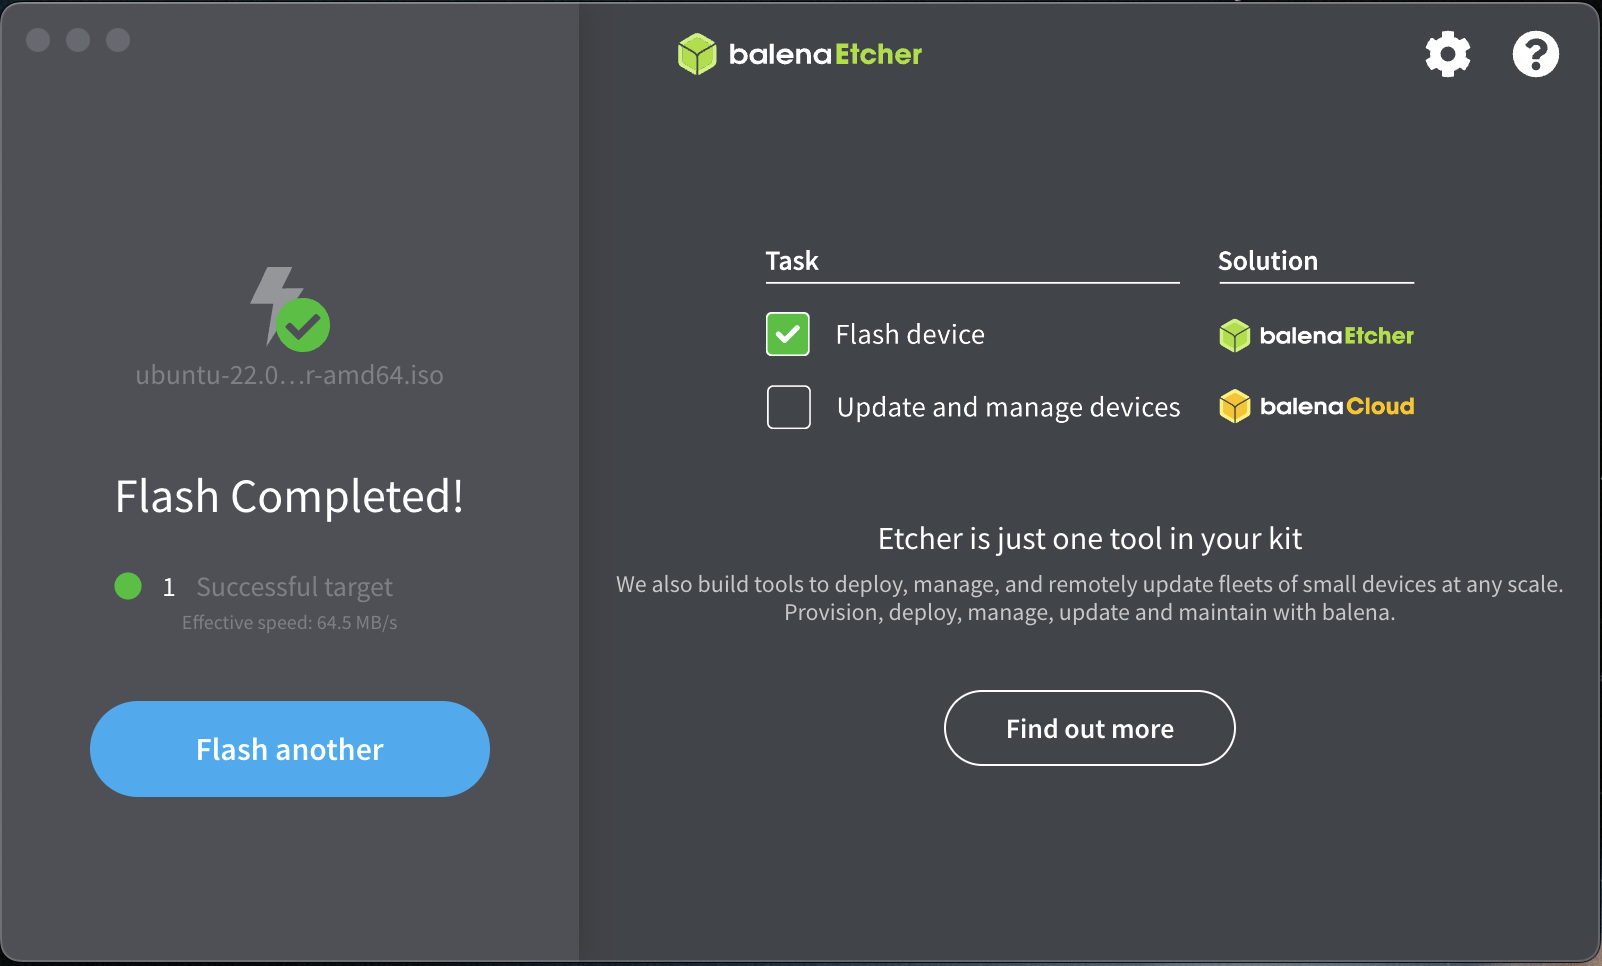 balenaEtcher
ubuntu-22.0...r-amd64.iso
Flash Completed!
1 Successful target
Effective speed: 64.5 MB/s
Flash another
Task Solution
Flash device balenaEtcher
Update and manage devices balenaCloud
Etcher is just one tool in your kit
We also build tools to deploy, manage, and remotely update fleets of small devices at any scale.
Provision, deploy, manage, update and maintain with balena.
Find out more